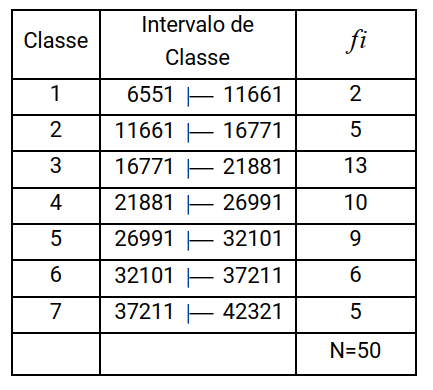 Classe Intervalo de Classe fi
1 6551 |— 11661 2
2 11661 |— 16771 5
3 16771 |— 21881 13
4 21881 |— 26991 10
5 26991 |— 32101 9
6 32101 |— 37211 6
7 37211 |— 42321 5
N=50